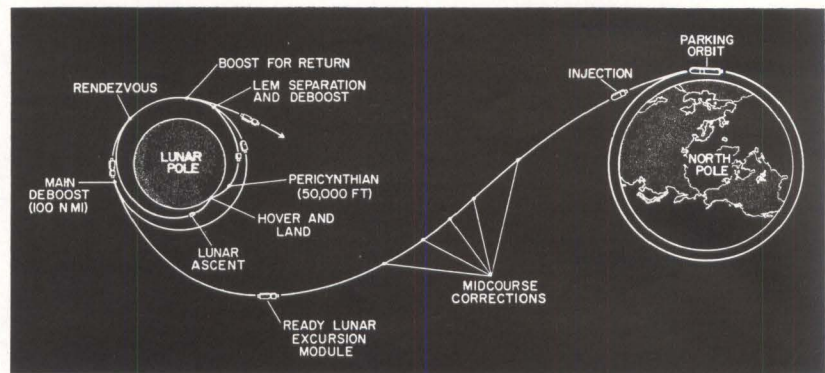 BOOST FOR RETURN
RENDEZVOUS
LEM SEPARATION
AND DEBOOST
LUNAR
POLE
MAIN
DEBOOST
(100 N MI)
PERICYNTHIAN
(50,000 FT)
HOVER AND
LAND
LUNAR
ASCENT
READY LUNAR
EXCURSION
MODULE
MIDCOURSE
CORRECTIONS
INJECTION
PARKING
ORBIT
NORTH
POLE